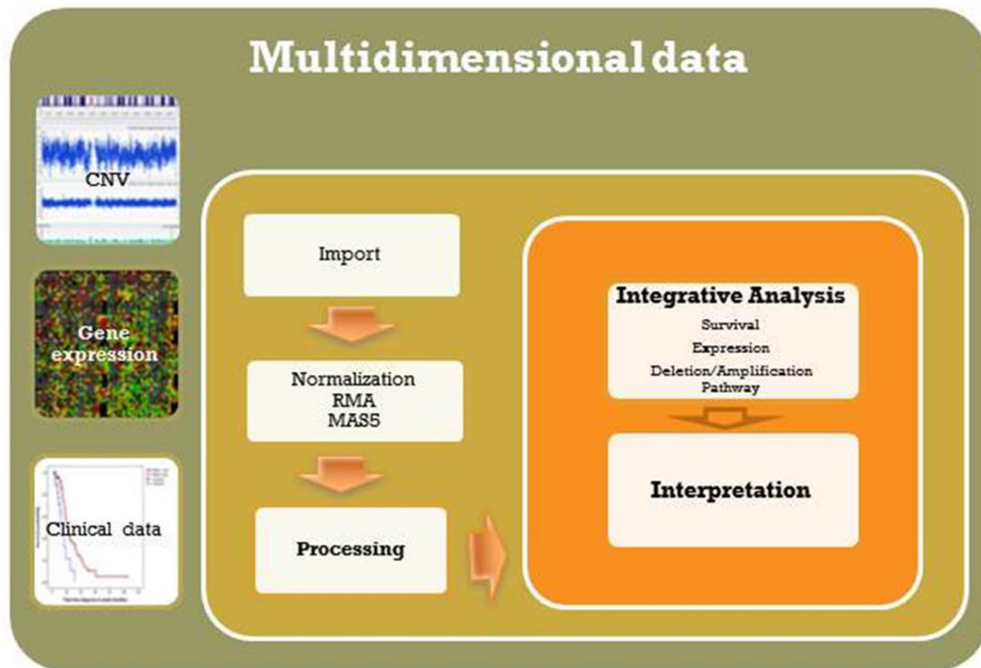 Multidimensional data
CNV
Gene
expression
Clinical data
Import
Normalization
RMA
MAS5
Processing
Integrative Analysis
Survival
Expression
Deletion/Amplification
Pathway
Interpretation